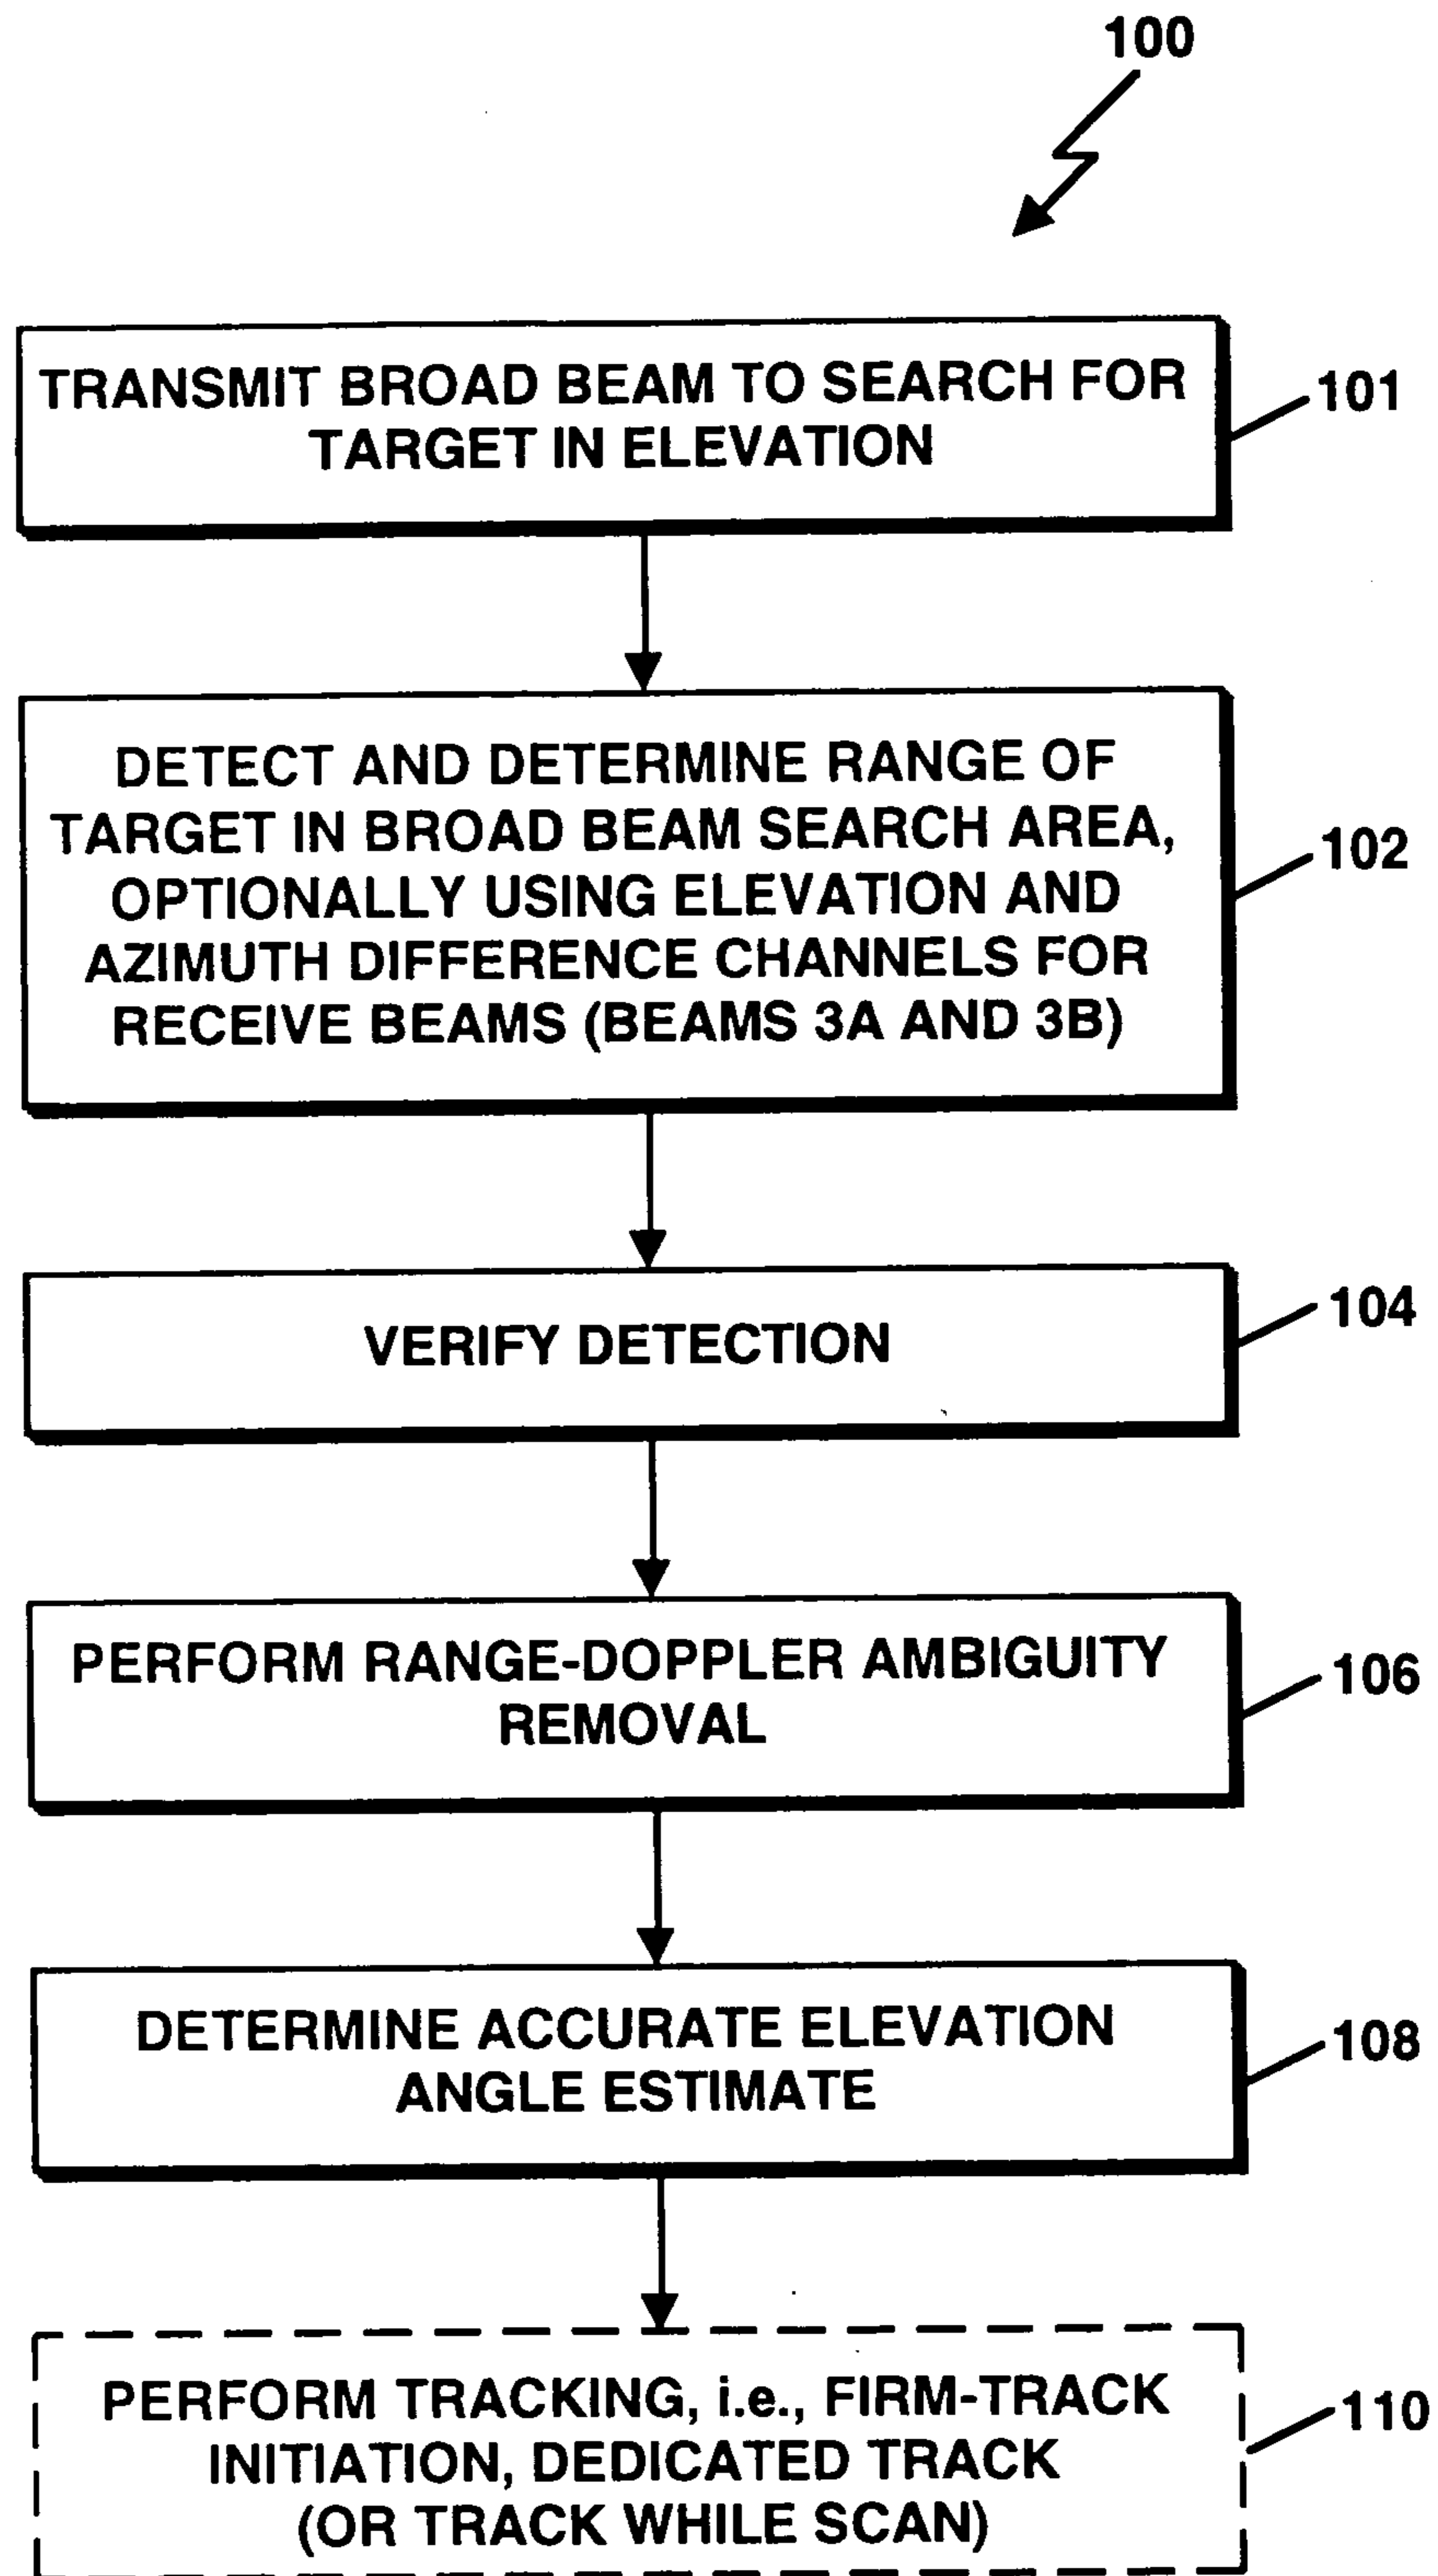 100
TRANSMIT BROAD BEAM TO SEARCH FOR
TARGET IN ELEVATION
101
DETECT AND DETERMINE RANGE OF
TARGET IN BROAD BEAM SEARCH AREA,
OPTIONALLY USING ELEVATION AND
AZIMUTH DIFFERENCE CHANNELS FOR
RECEIVE BEAMS (BEAMS 3A AND 3B)
102
VERIFY DETECTION
104
PERFORM RANGE-DOPPLER AMBIGUITY
REMOVAL
106
DETERMINE ACCURATE ELEVATION
ANGLE ESTIMATE
108
PERFORM TRACKING, i.e., FIRM-TRACK
INITIATION, DEDICATED TRACK
(OR TRACK WHILE SCAN)
110